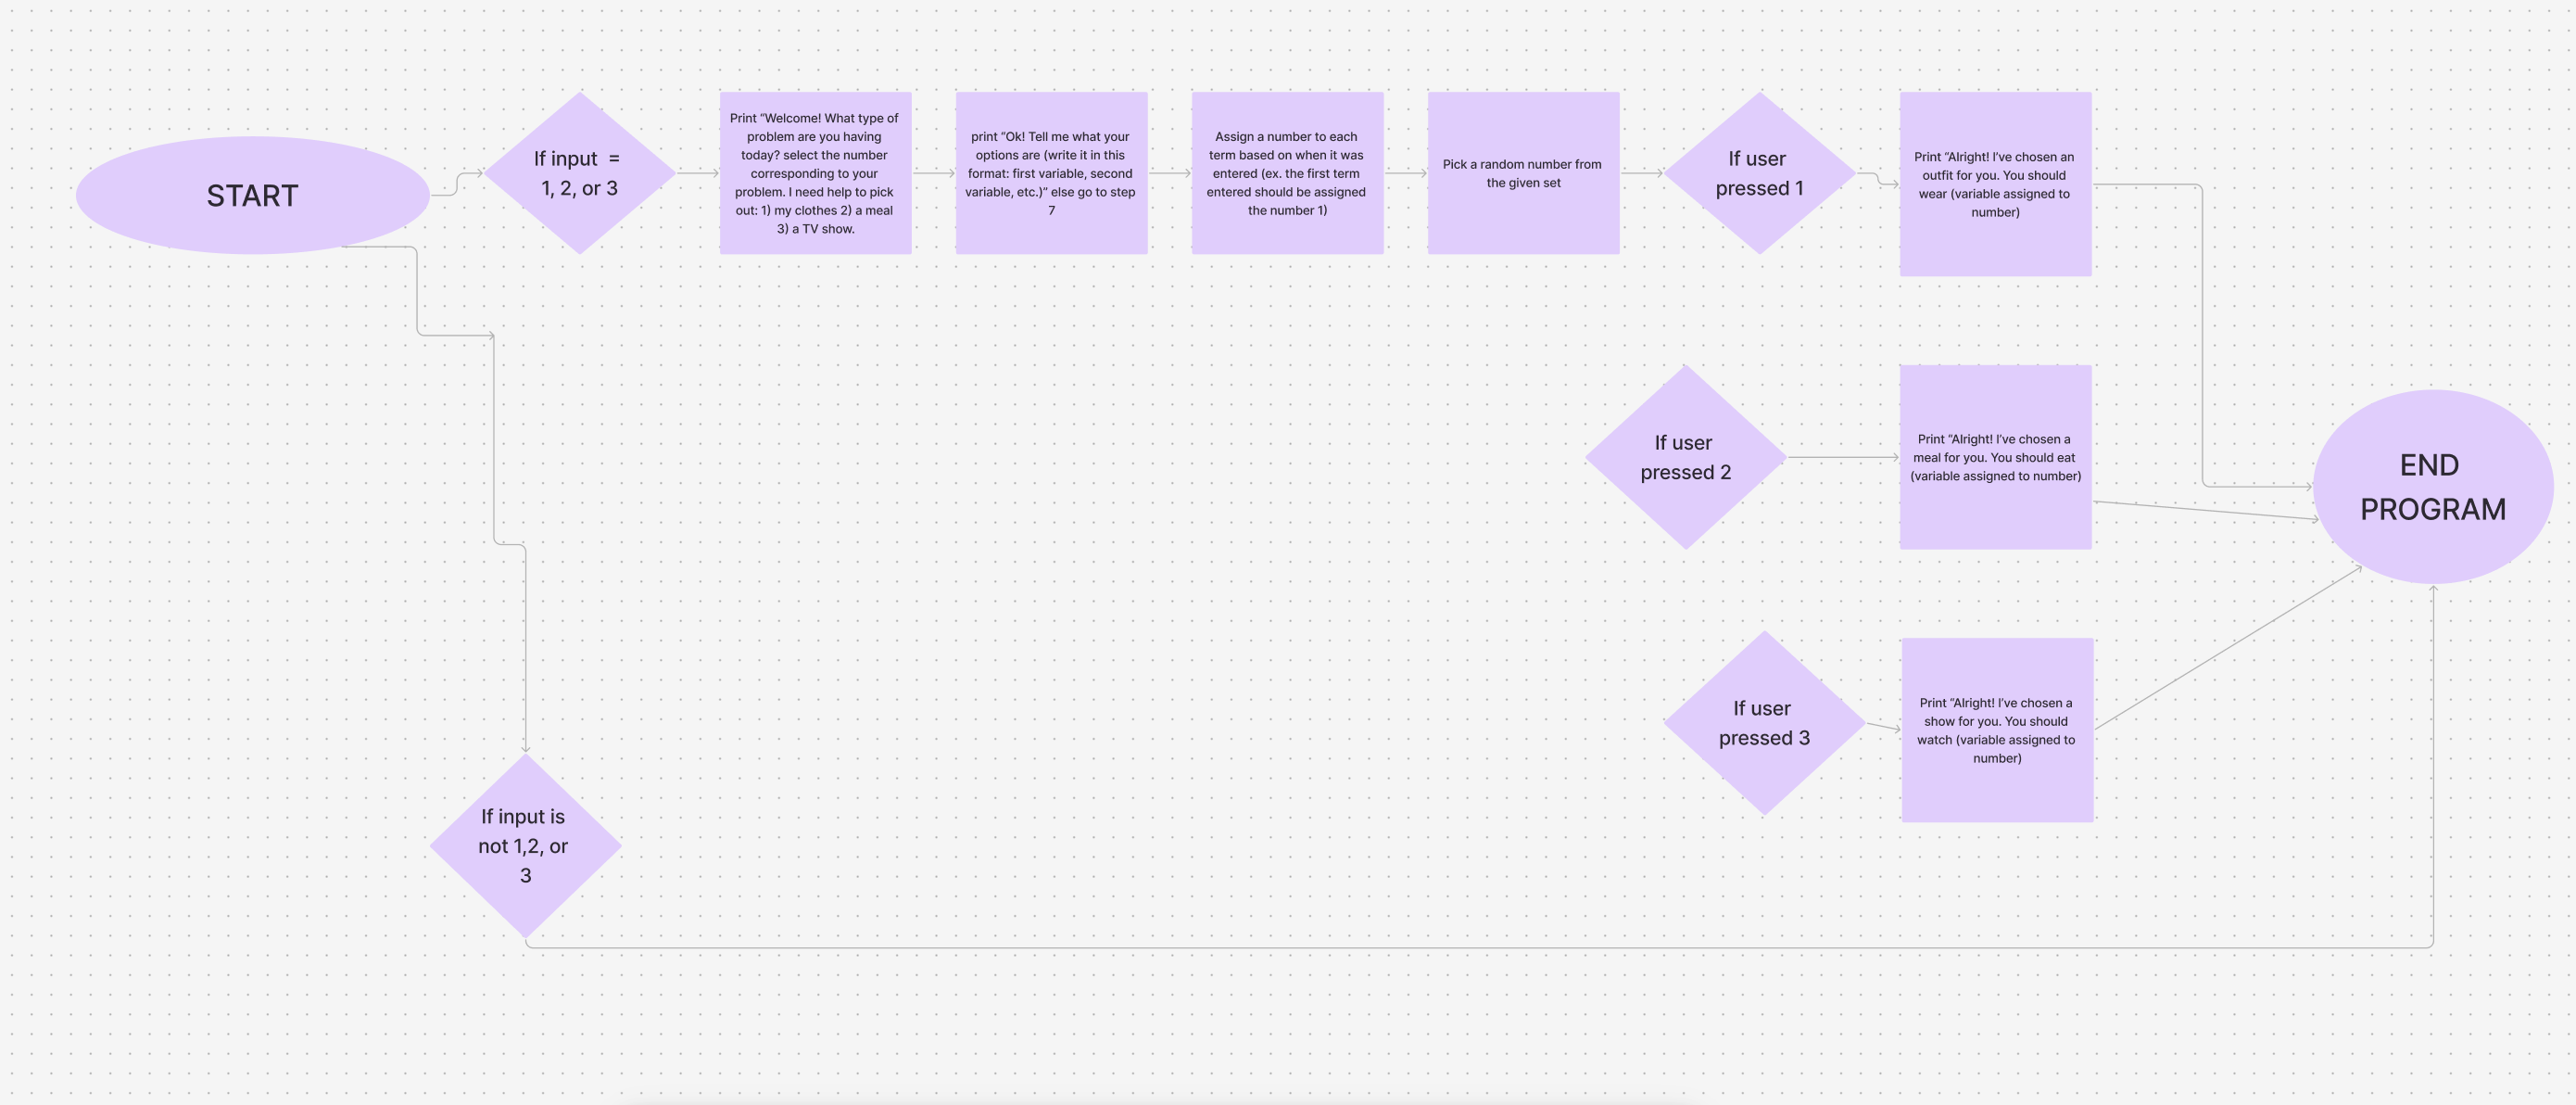 START
If input  =
1, 2, or 3
Print “Welcome! What type of
problem are you having
today? select the number
corresponding to your
problem. I need help to pick
out: 1) my clothes 2) a meal
3) a TV show.
print “Ok! Tell me what your
options are (write it in this
format: first variable, second
variable, etc.)” else go to step
7
Assign a number to each
term based on when it was
entered (ex. the first term
entered should be assigned
the number 1)
Pick a random number from
the given set
If user
pressed 1
Print “Alright! I’ve chosen an
outfit for you. You should
wear (variable assigned to
number)
If user
pressed 2
Print “Alright! I’ve chosen a
meal for you. You should eat
(variable assigned to number)
END
PROGRAM
If user
pressed 3
Print “Alright! I’ve chosen a
show for you. You should
watch (variable assigned to
number)
If input is
not 1,2, or
3